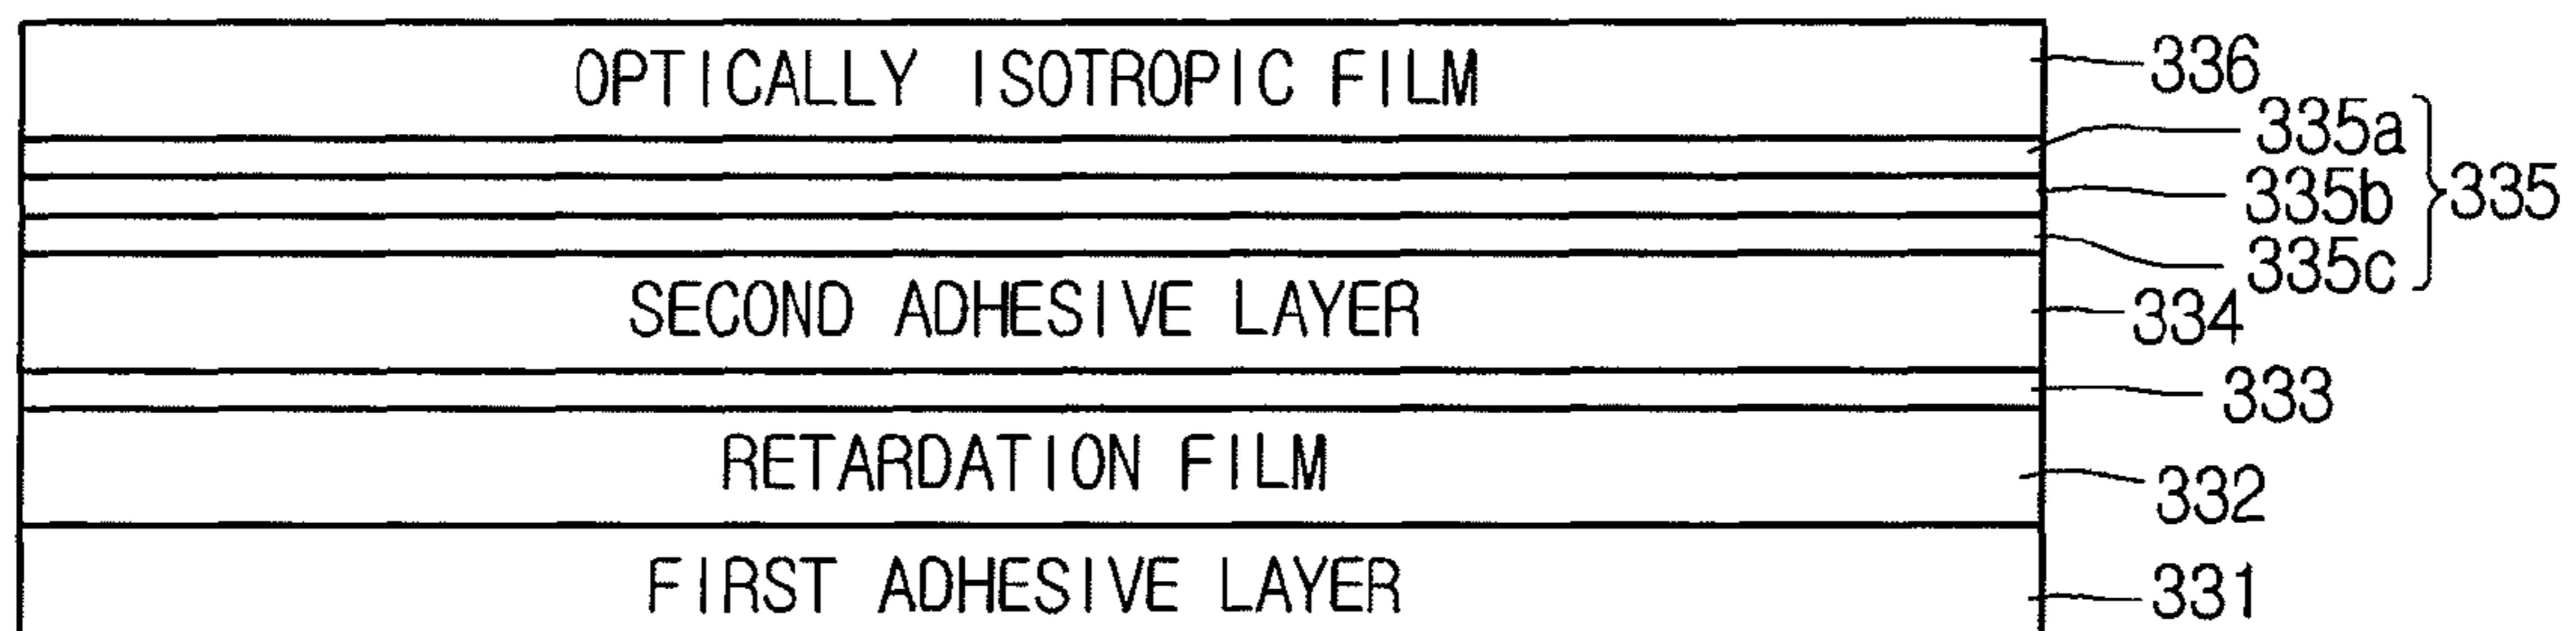 OPTICALLY ISOTROPIC FILM 336
335a
335b 335
335c
SECOND ADHESIVE LAYER 334
333
RETARDATION FILM 332
FIRST ADHESIVE LAYER 331